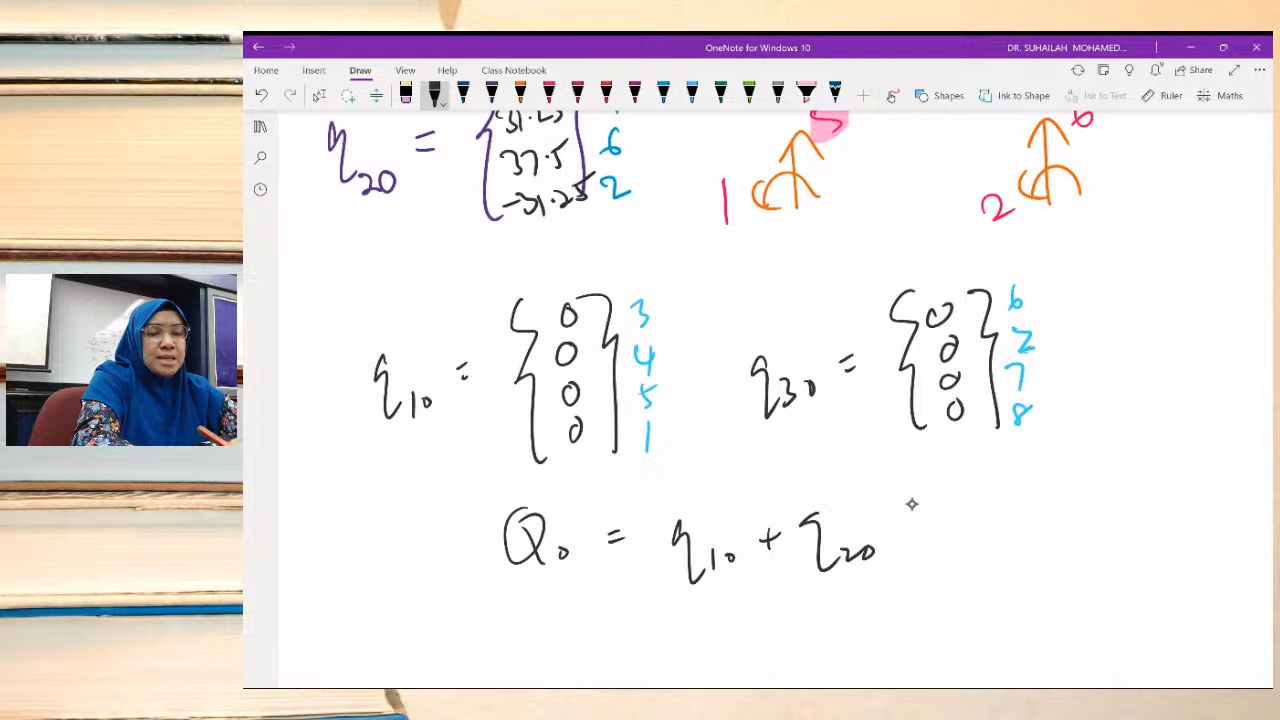 OneNote for Windows 10 DR. SUHAILAH MOHAMED...
Home Insert Draw View Help Class Notebook Share
Shapes Ink to Shape Ink to Text Ruler Maths
31.25
q20 = 37.5 6 5 6
-31.25 2 1 2
q10 = { 0 } 3
0 4
0 5
0 1
q30 = { 0 } 6
0 2
0 7
0 8
Q0 = q10 + q20